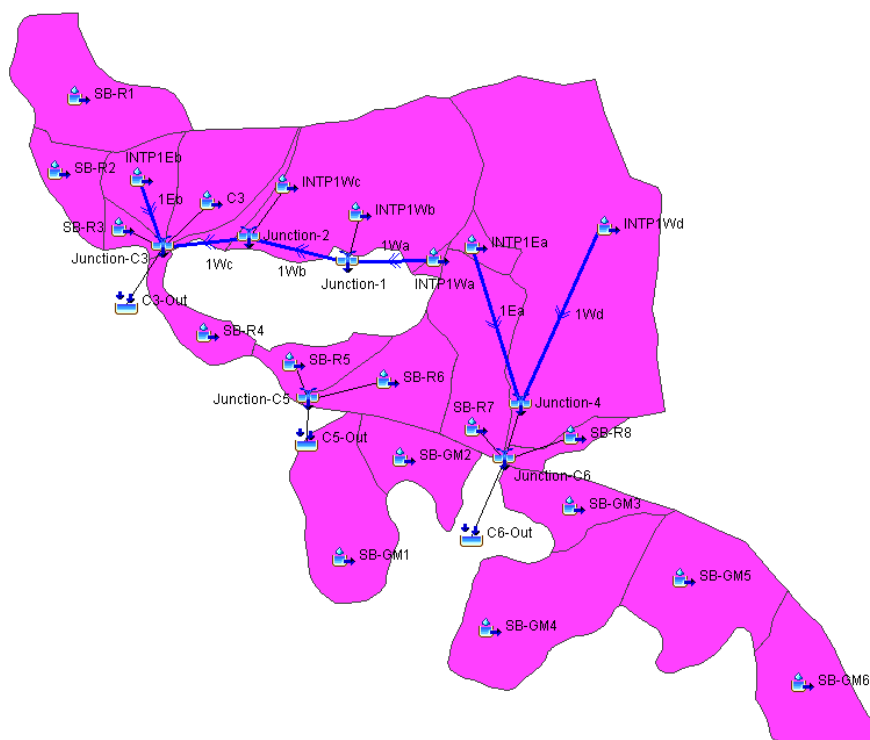 SB-R1
INTP1Eb
SB-R2
INTP1Wc
1Eb
C3
INTP1Wb
INTP1Wd
SB-R3
Junction-2
1Wa
INTP1Ea
Junction-C3
1Wc
1Wb
Junction-1
INTP1Wa
C3-Out
1Ea
1Wd
SB-R4
SB-R5
SB-R6
Junction-C5
Junction-4
SB-R7
SB-R8
C5-Out
SB-GM2
Junction-C6
SB-GM3
C6-Out
SB-GM1
SB-GM5
SB-GM4
SB-GM6